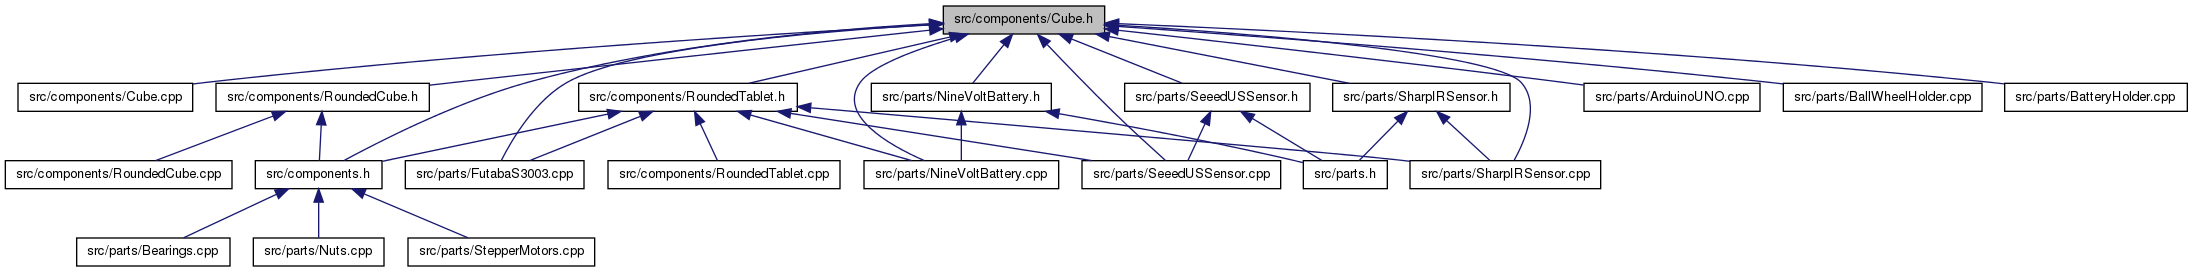 src/components/Cube.h
src/components/Cube.cpp
src/components/RoundedCube.h
src/components/RoundedTablet.h
src/parts/NineVoltBattery.h
src/parts/SeeedUSSensor.h
src/parts/SharpIRSensor.h
src/parts/ArduinoUNO.cpp
src/parts/BallWheelHolder.cpp
src/parts/BatteryHolder.cpp
src/components/RoundedCube.cpp
src/components.h
src/parts/FutabaS3003.cpp
src/components/RoundedTablet.cpp
src/parts/NineVoltBattery.cpp
src/parts/SeeedUSSensor.cpp
src/parts.h
src/parts/SharpIRSensor.cpp
src/parts/Bearings.cpp
src/parts/Nuts.cpp
src/parts/StepperMotors.cpp